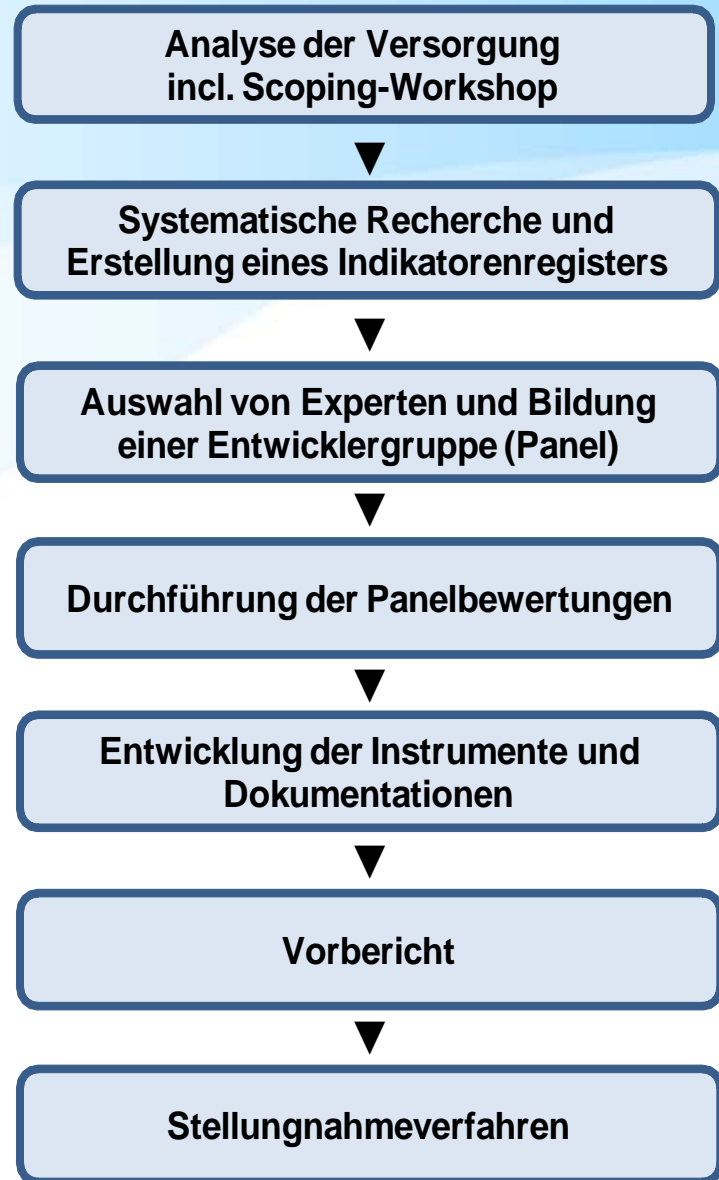 Analyse der Versorgung
incl. Scoping-Workshop
Systematische Recherche und
Erstellung eines Indikatorenregisters
Auswahl von Experten und Bildung
einer Entwicklergruppe (Panel)
Durchführung der Panelbewertungen
Entwicklung der Instrumente und
Dokumentationen
Vorbericht
Stellungnahmeverfahren